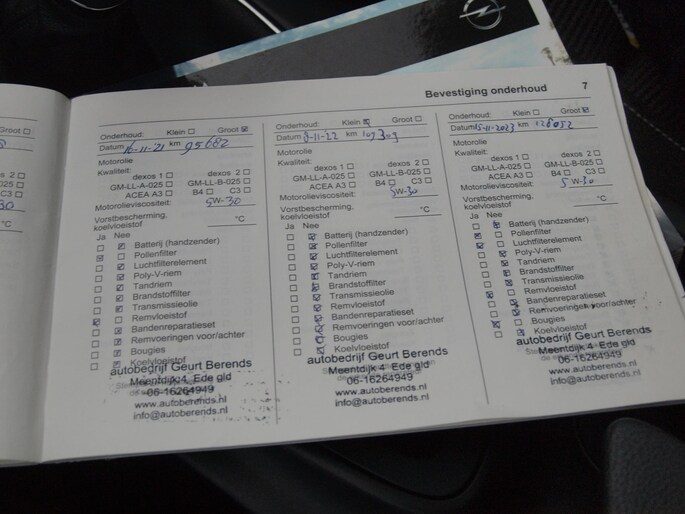 Bevestiging onderhoud 7
Groot
2
-025
C3
30
Onderhoud: Klein Groot
Datum 16-11-21 km 95682
Motorolie
Kwaliteit:
dexos 1 dexos 2
GM-LL-A-025 GM-LL-B-025
ACEA A3 B4 C3
Motorolieviscositeit:
5W-30
Vorstbescherming, koelvloeistof °C
Ja Nee
Batterij (handzender)
Pollenfilter
Luchtfilterelement
Poly-V-riem
Tandriem
Brandstoffilter
Transmissieolie
Remvloeistof
Bandenreparatieset
Remvoeringen voor/achter
Bougies
Koelvloeistof
autobedrijf Geurt Berends
Meentdijk 4 Ede gld
06-16264949
www.autoberends.nl
info@autoberends.nl
Onderhoud: Klein Groot
Datum 8-11-22 km 107309
Motorolie
Kwaliteit:
dexos 1 dexos 2
GM-LL-A-025 GM-LL-B-025
ACEA A3 B4 C3
Motorolieviscositeit:
5W-30
Vorstbescherming, koelvloeistof °C
Ja Nee
Batterij (handzender)
Pollenfilter
Luchtfilterelement
Poly-V-riem
Tandriem
Brandstoffilter
Transmissieolie
Remvloeistof
Bandenreparatieset
Remvoeringen voor/achter
Bougies
Koelvloeistof
autobedrijf Geurt Berends
Meentdijk 4 Ede gld
06-16264949
www.autoberends.nl
info@autoberends.nl
Onderhoud: Klein Groot
Datum 15-11-2023 km 128052
Motorolie
Kwaliteit:
dexos 1 dexos 2
GM-LL-A-025 GM-LL-B-025
ACEA A3 B4 C3
Motorolieviscositeit:
5W-30
Vorstbescherming, koelvloeistof °C
Ja Nee
Batterij (handzender)
Pollenfilter
Luchtfilterelement
Poly-V-riem
Tandriem
Brandstoffilter
Transmissieolie
Remvloeistof
Bandenreparatieset
Remvoeringen voor/achter
Bougies
Koelvloeistof
autobedrijf Geurt Berends
Meentdijk 4 Ede gld
06-16264949
www.autoberends.nl
info@autoberends.nl